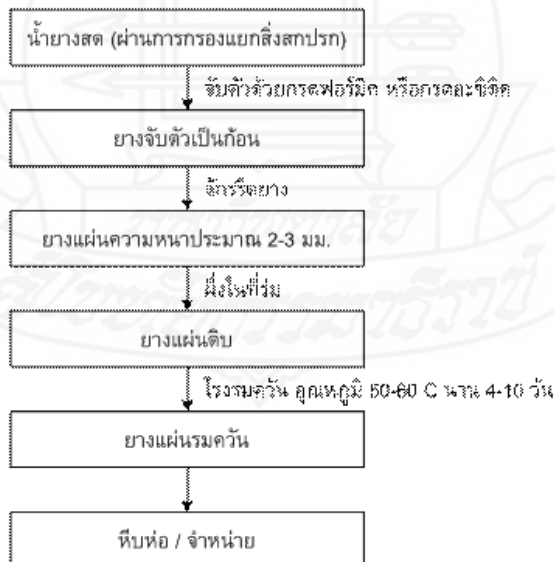 น้ำยางสด (ผ่านการกรองแยกสิ่งสกปรก)
จับตัวด้วยกรดฟอร์มิค หรือกรดอะซิติค
ยางจับตัวเป็นก้อน
จักรรีดยาง
ยางแผ่นความหนาประมาณ 2-3 มม.
ผึ่งในที่ร่ม
ยางแผ่นดิบ
โรงรมควัน อุณหภูมิ 50-60 C นาน 4-10 วัน
ยางแผ่นรมควัน
หีบห่อ / จำหน่าย